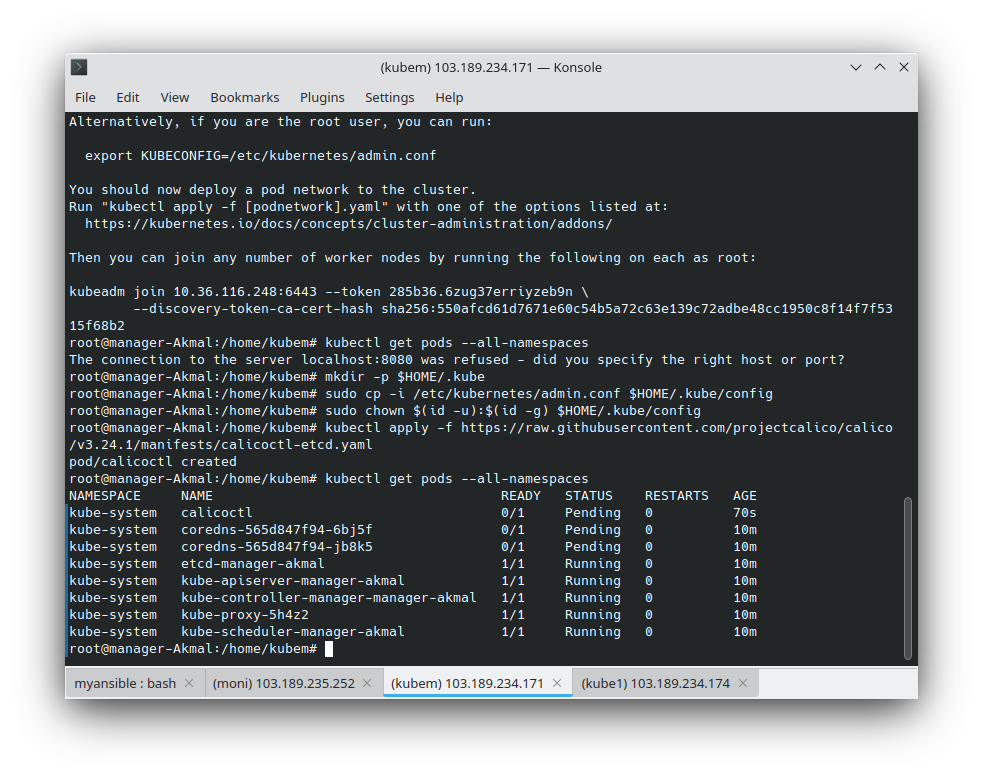 (kubem) 103.189.234.171 — Konsole
File Edit View Bookmarks Plugins Settings Help
Alternatively, if you are the root user, you can run:
export KUBECONFIG=/etc/kubernetes/admin.conf
You should now deploy a pod network to the cluster.
Run "kubectl apply -f [podnetwork].yaml" with one of the options listed at:
https://kubernetes.io/docs/concepts/cluster-administration/addons/
Then you can join any number of worker nodes by running the following on each as root:
kubeadm join 10.36.116.248:6443 --token 285b36.6zug37erriyzeb9n \
--discovery-token-ca-cert-hash sha256:550afcd61d7671e60c54b5a72c63e139c72adbe48cc1950c8f14f7f53
15f68b2
root@manager-Akmal:/home/kubem# kubectl get pods --all-namespaces
The connection to the server localhost:8080 was refused - did you specify the right host or port?
root@manager-Akmal:/home/kubem# mkdir -p $HOME/.kube
root@manager-Akmal:/home/kubem# sudo cp -i /etc/kubernetes/admin.conf $HOME/.kube/config
root@manager-Akmal:/home/kubem# sudo chown $(id -u):$(id -g) $HOME/.kube/config
root@manager-Akmal:/home/kubem# kubectl apply -f https://raw.githubusercontent.com/projectcalico/calico
/v3.24.1/manifests/calicoctl-etcd.yaml
pod/calicoctl created
root@manager-Akmal:/home/kubem# kubectl get pods --all-namespaces
NAMESPACE NAME READY STATUS RESTARTS AGE
kube-system calicoctl 0/1 Pending 0 70s
kube-system coredns-565d847f94-6bj5f 0/1 Pending 0 10m
kube-system coredns-565d847f94-jb8k5 0/1 Pending 0 10m
kube-system etcd-manager-akmal 1/1 Running 0 10m
kube-system kube-apiserver-manager-akmal 1/1 Running 0 10m
kube-system kube-controller-manager-manager-akmal 1/1 Running 0 10m
kube-system kube-proxy-5h4z2 1/1 Running 0 10m
kube-system kube-scheduler-manager-akmal 1/1 Running 0 10m
root@manager-Akmal:/home/kubem#
myansible : bash (moni) 103.189.235.252 (kubem) 103.189.234.171 (kube1) 103.189.234.174